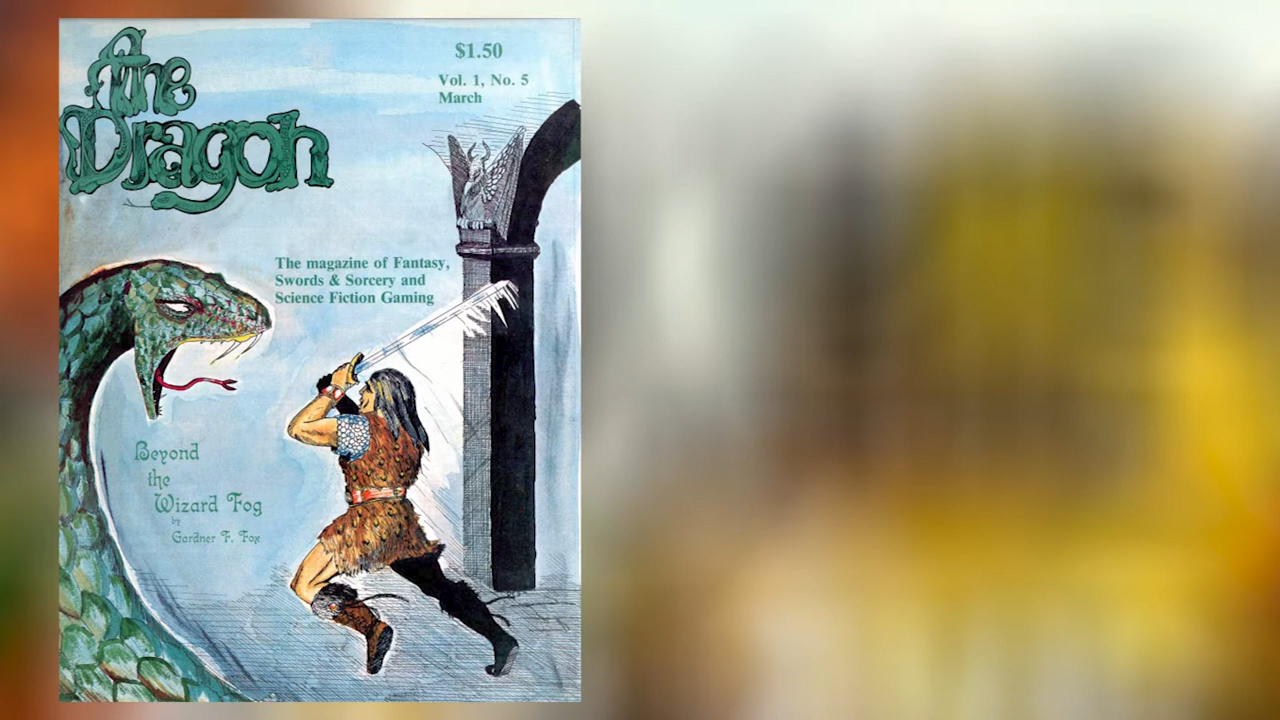 The
Dragon
$1.50
Vol. 1, No. 5
March
The magazine of Fantasy,
Swords & Sorcery and
Science Fiction Gaming
Beyond
the
Wizard Fog
by
Gardner F. Fox